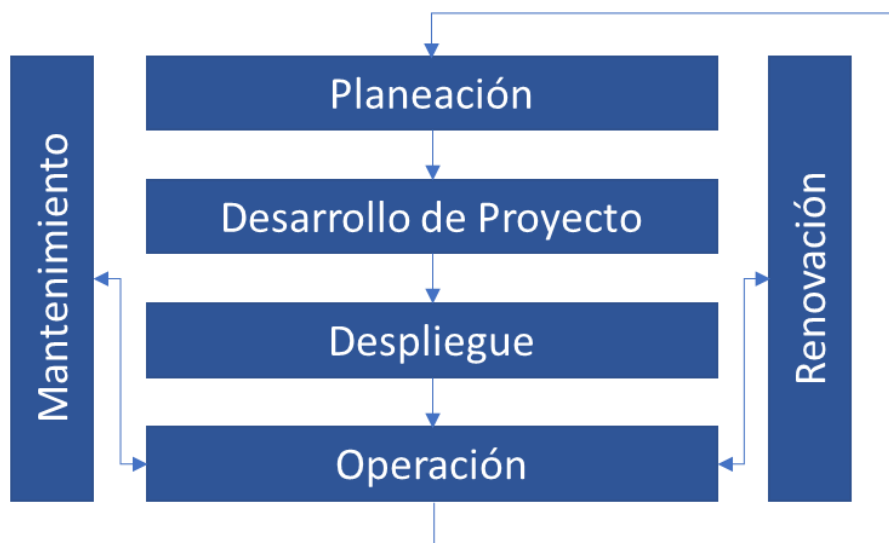 Mantenimiento
Planeación
Desarrollo de Proyecto
Despliegue
Operación
Renovación